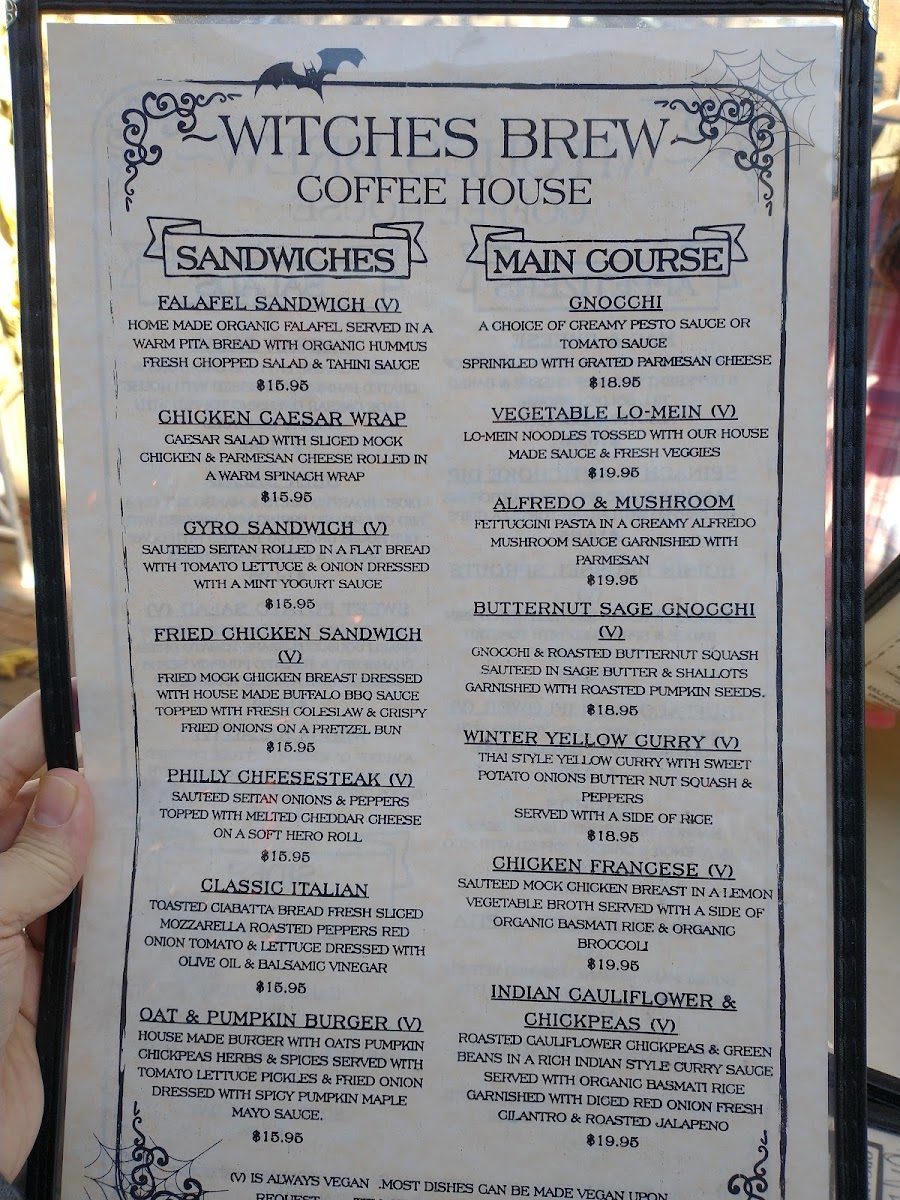 ~WITCHES BREW~
COFFEE HOUSE
SANDWICHES
FALAFEL SANDWICH (V)
HOME MADE ORGANIC FALAFEL SERVED IN A
WARM PITA BREAD WITH ORGANIC HUMMUS
FRESH CHOPPED SALAD & TAHINI SAUCE
$15.95
CHICKEN CAESAR WRAP
CAESAR SALAD WITH SLICED MOCK
CHICKEN & PARMESAN CHEESE ROLLED IN
A WARM SPINACH WRAP
$15.95
GYRO SANDWICH (V)
SAUTEED SEITAN ROLLED IN A FLAT BREAD
WITH TOMATO LETTUCE & ONION DRESSED
WITH A MINT YOGURT SAUCE
$15.95
FRIED CHICKEN SANDWICH
(V)
FRIED MOCK CHICKEN BREAST DRESSED
WITH HOUSE MADE BUFFALO BBQ SAUCE
TOPPED WITH FRESH COLESLAW & CRISPY
FRIED ONIONS ON A PRETZEL BUN
$15.95
PHILLY CHEESESTEAK (V)
SAUTEED SEITAN ONIONS & PEPPERS
TOPPED WITH MELTED CHEDDAR CHEESE
ON A SOFT HERO ROLL
$15.95
CLASSIC ITALIAN
TOASTED CIABATTA BREAD FRESH SLICED
MOZZARELLA ROASTED PEPPERS RED
ONION TOMATO & LETTUCE DRESSED WITH
OLIVE OIL & BALSAMIC VINEGAR
$15.95
OAT & PUMPKIN BURGER (V)
HOUSE MADE BURGER WITH OATS PUMPKIN
CHICKPEAS HERBS & SPICES SERVED WITH
TOMATO LETTUCE PICKLES & FRIED ONION
DRESSED WITH SPICY PUMPKIN MAPLE
MAYO SAUCE.
$15.95
MAIN COURSE
GNOCCHI
A CHOICE OF CREAMY PESTO SAUCE OR
TOMATO SAUCE
SPRINKLED WITH GRATED PARMESAN CHEESE
$18.95
VEGETABLE LO-MEIN (V)
LO-MEIN NOODLES TOSSED WITH OUR HOUSE
MADE SAUCE & FRESH VEGGIES
$19.95
ALFREDO & MUSHROOM
FETTUCCINI PASTA IN A CREAMY ALFREDO
MUSHROOM SAUCE GARNISHED WITH
PARMESAN
$19.95
BUTTERNUT SAGE GNOCCHI
(V)
GNOCCHI & ROASTED BUTTERNUT SQUASH
SAUTEED IN SAGE BUTTER & SHALLOTS
GARNISHED WITH ROASTED PUMPKIN SEEDS.
$18.95
WINTER YELLOW CURRY (V)
THAI STYLE YELLOW CURRY WITH SWEET
POTATO ONIONS BUTTER NUT SQUASH &
PEPPERS
SERVED WITH A SIDE OF RICE
$18.95
CHICKEN FRANCESE (V)
SAUTEED MOCK CHICKEN BREAST IN A LEMON
VEGETABLE BROTH SERVED WITH A SIDE OF
ORGANIC BASMATI RICE & ORGANIC
BROCCOLI
$19.95
INDIAN CAULIFLOWER &
CHICKPEAS (V)
ROASTED CAULIFLOWER CHICKPEAS & GREEN
BEANS IN A RICH INDIAN STYLE CURRY SAUCE
SERVED WITH ORGANIC BASMATI RICE
GARNISHED WITH DICED RED ONION FRESH
CILANTRO & ROASTED JALAPENO
$19.95
(V) IS ALWAYS VEGAN .MOST DISHES CAN BE MADE VEGAN UPON
REQUEST